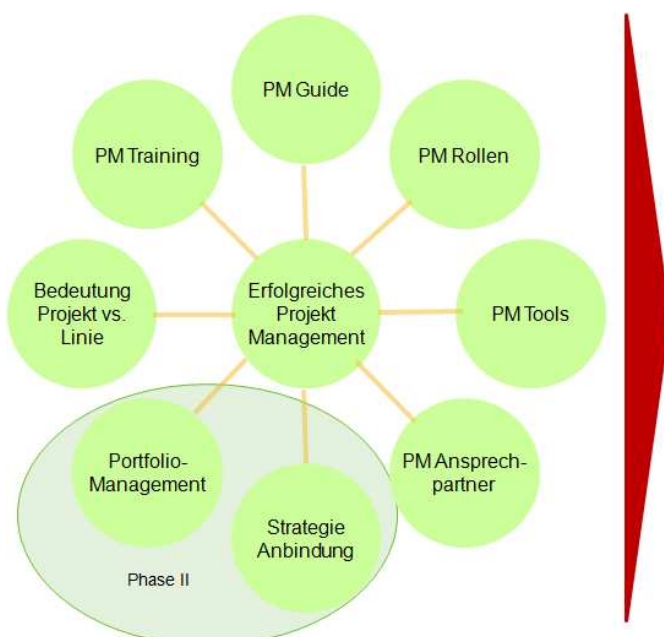 PM Guide
PM Training
PM Rollen
Bedeutung
Projekt vs.
Linie
Erfolgreiches
Projekt
Management
PM Tools
Portfolio-
Management
PM Ansprech-
partner
Strategie
Anbindung
Phase II